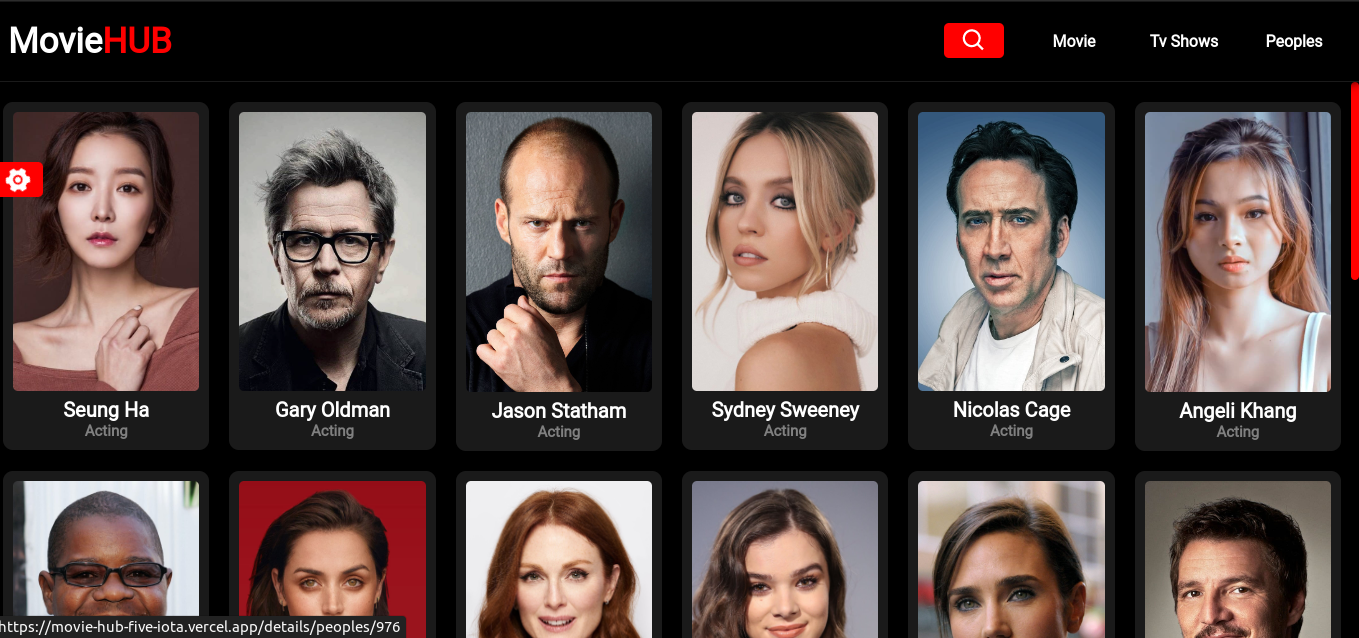 MovieHUB
Movie
Tv Shows
Peoples
Seung Ha
Acting
Gary Oldman
Acting
Jason Statham
Acting
Sydney Sweeney
Acting
Nicolas Cage
Acting
Angeli Khang
Acting
https://movie-hub-five-iota.vercel.app/details/peoples/976